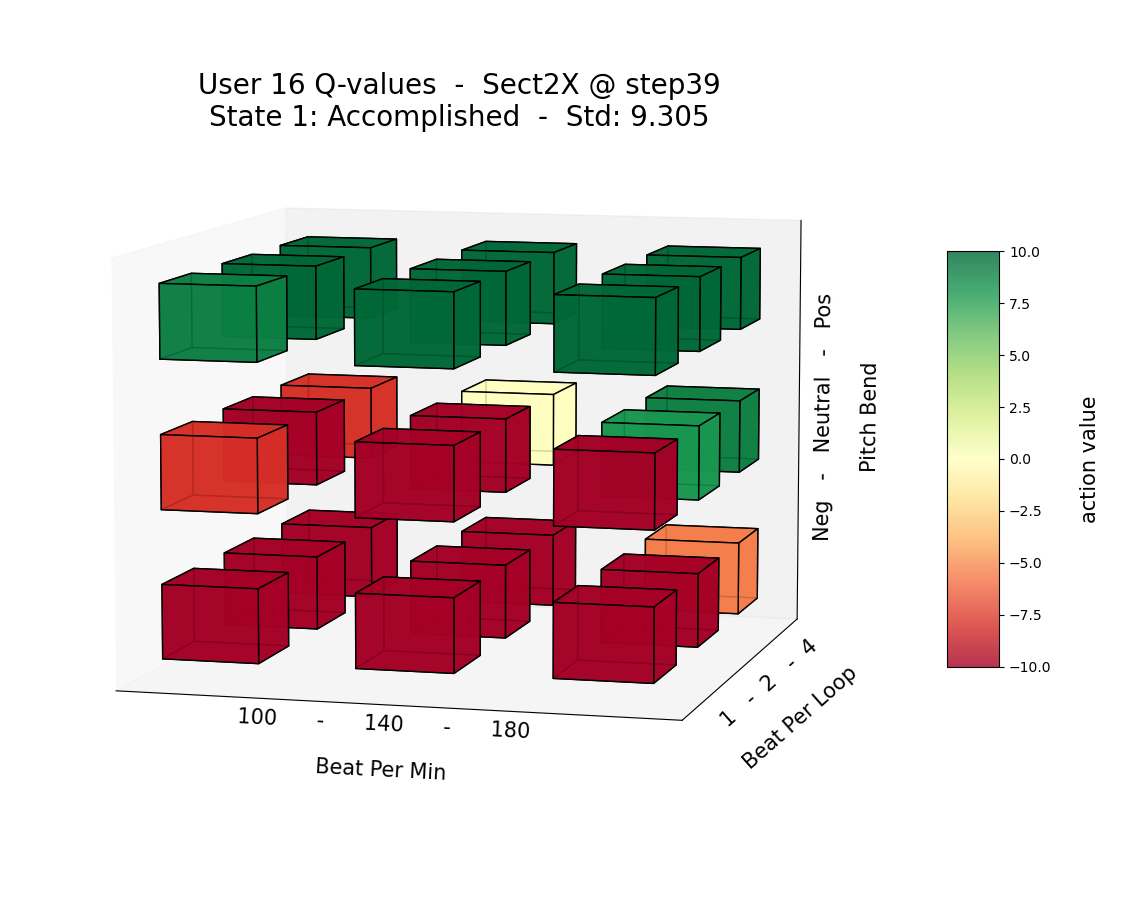 User 16 Q-values - Sect2X @ step39
State 1: Accomplished - Std: 9.305
Neg - Neutral - Pos
Pitch Bend
1 - 2 - 4
Beat Per Loop
100 - 140 - 180
Beat Per Min
10.0
7.5
5.0
2.5
0.0
−2.5
−5.0
−7.5
−10.0
action value